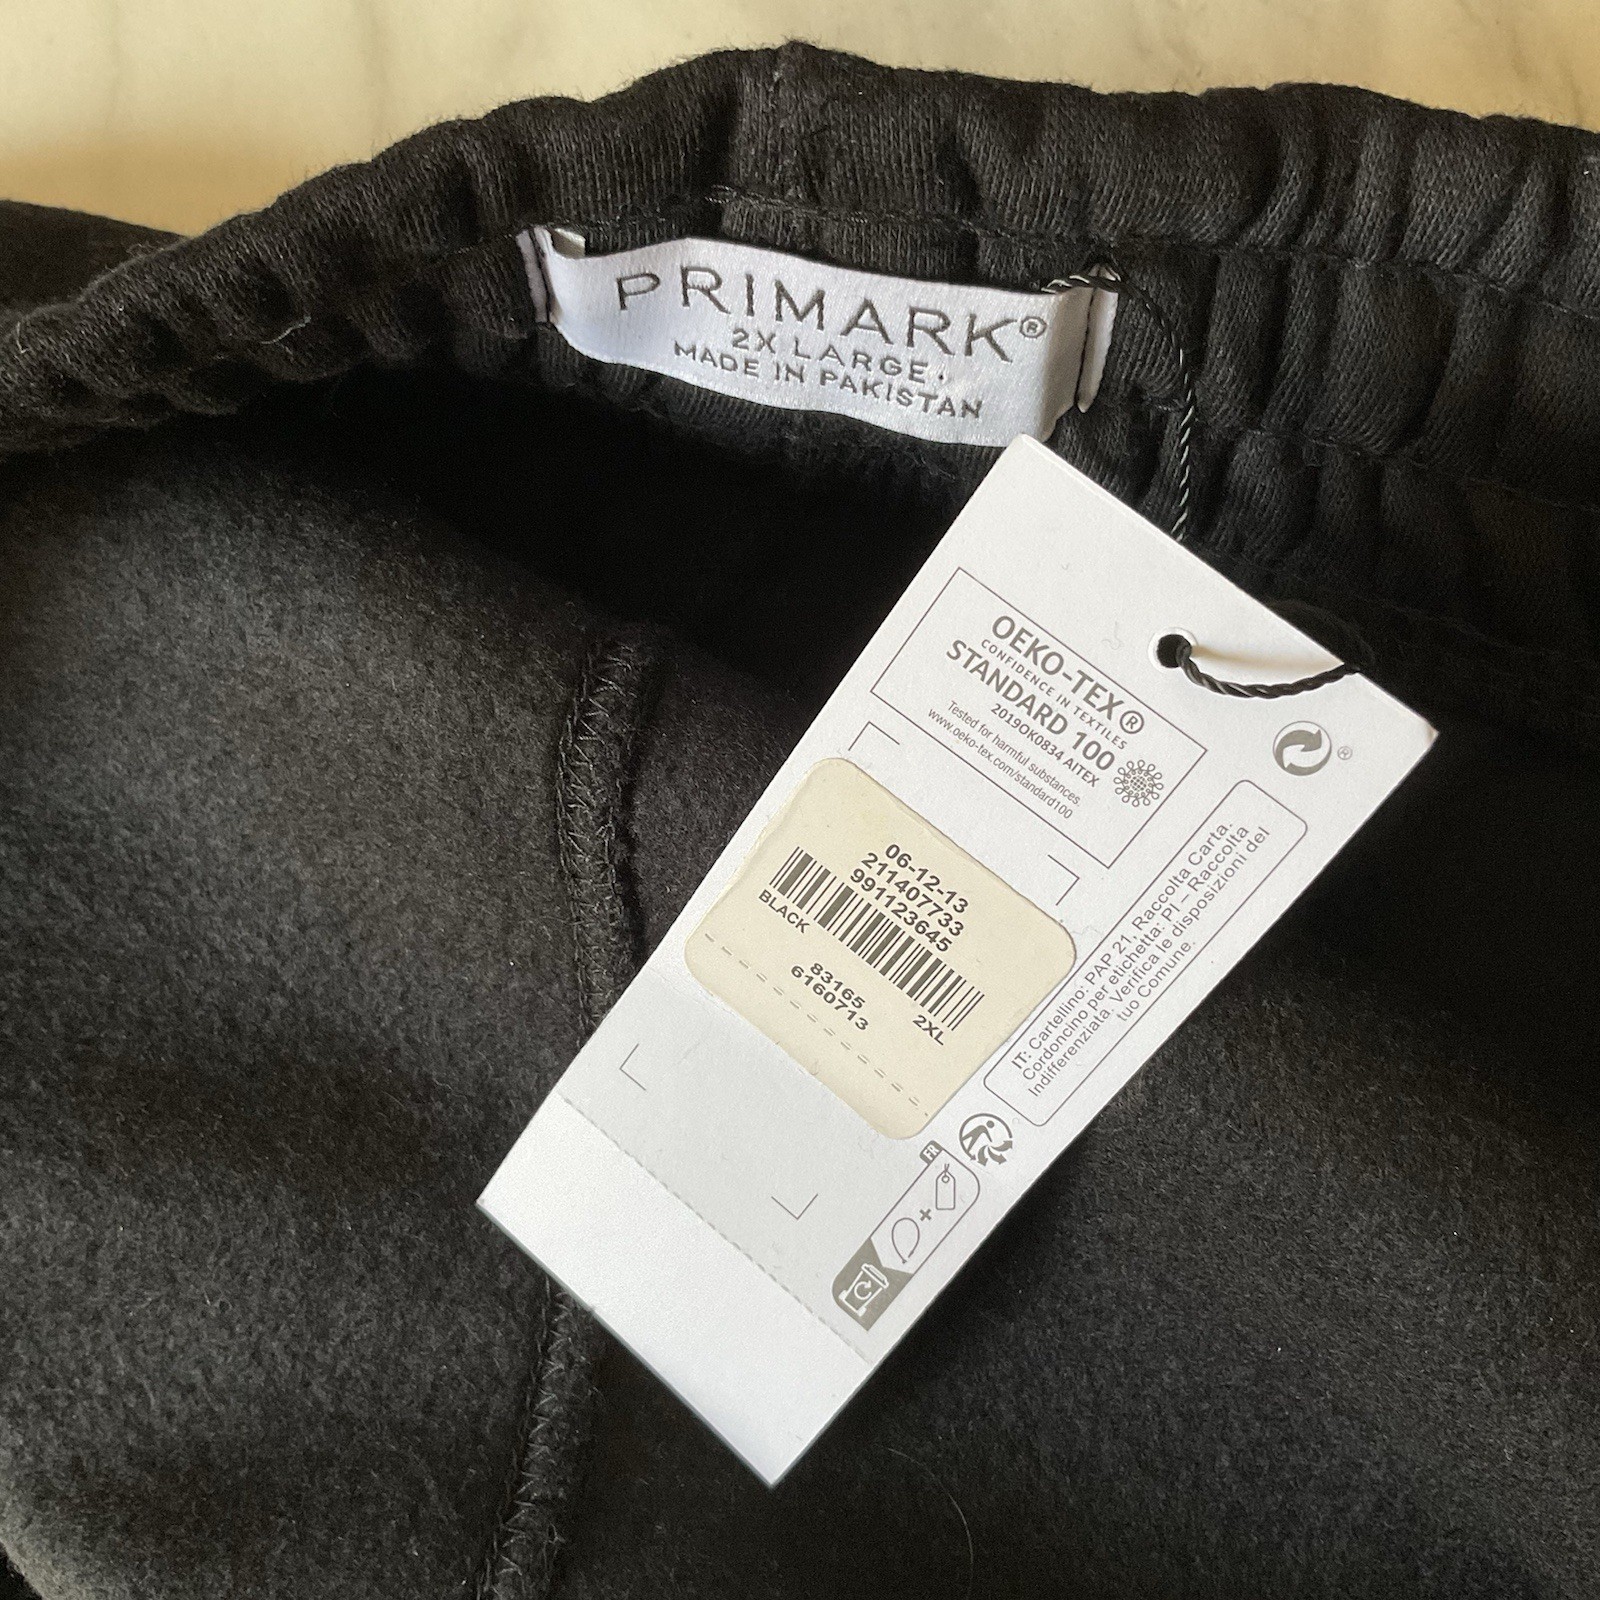 PRIMARK®
2X LARGE.
MADE IN PAKISTAN
OEKO-TEX®
CONFIDENCE IN TEXTILES
STANDARD 100
2019OK0834 AITEX
Tested for harmful substances.
www.oeko-tex.com/standard100
®
06-12-13
211407733
991123645
BLACK
2XL
83165
6160713
IT: Cartellino: PAP 21, Raccolta Carta.
Cordoncino per etichetta: PI – Raccolta
Indifferenziata. Verifica le disposizioni del
tuo Comune.
FR
+